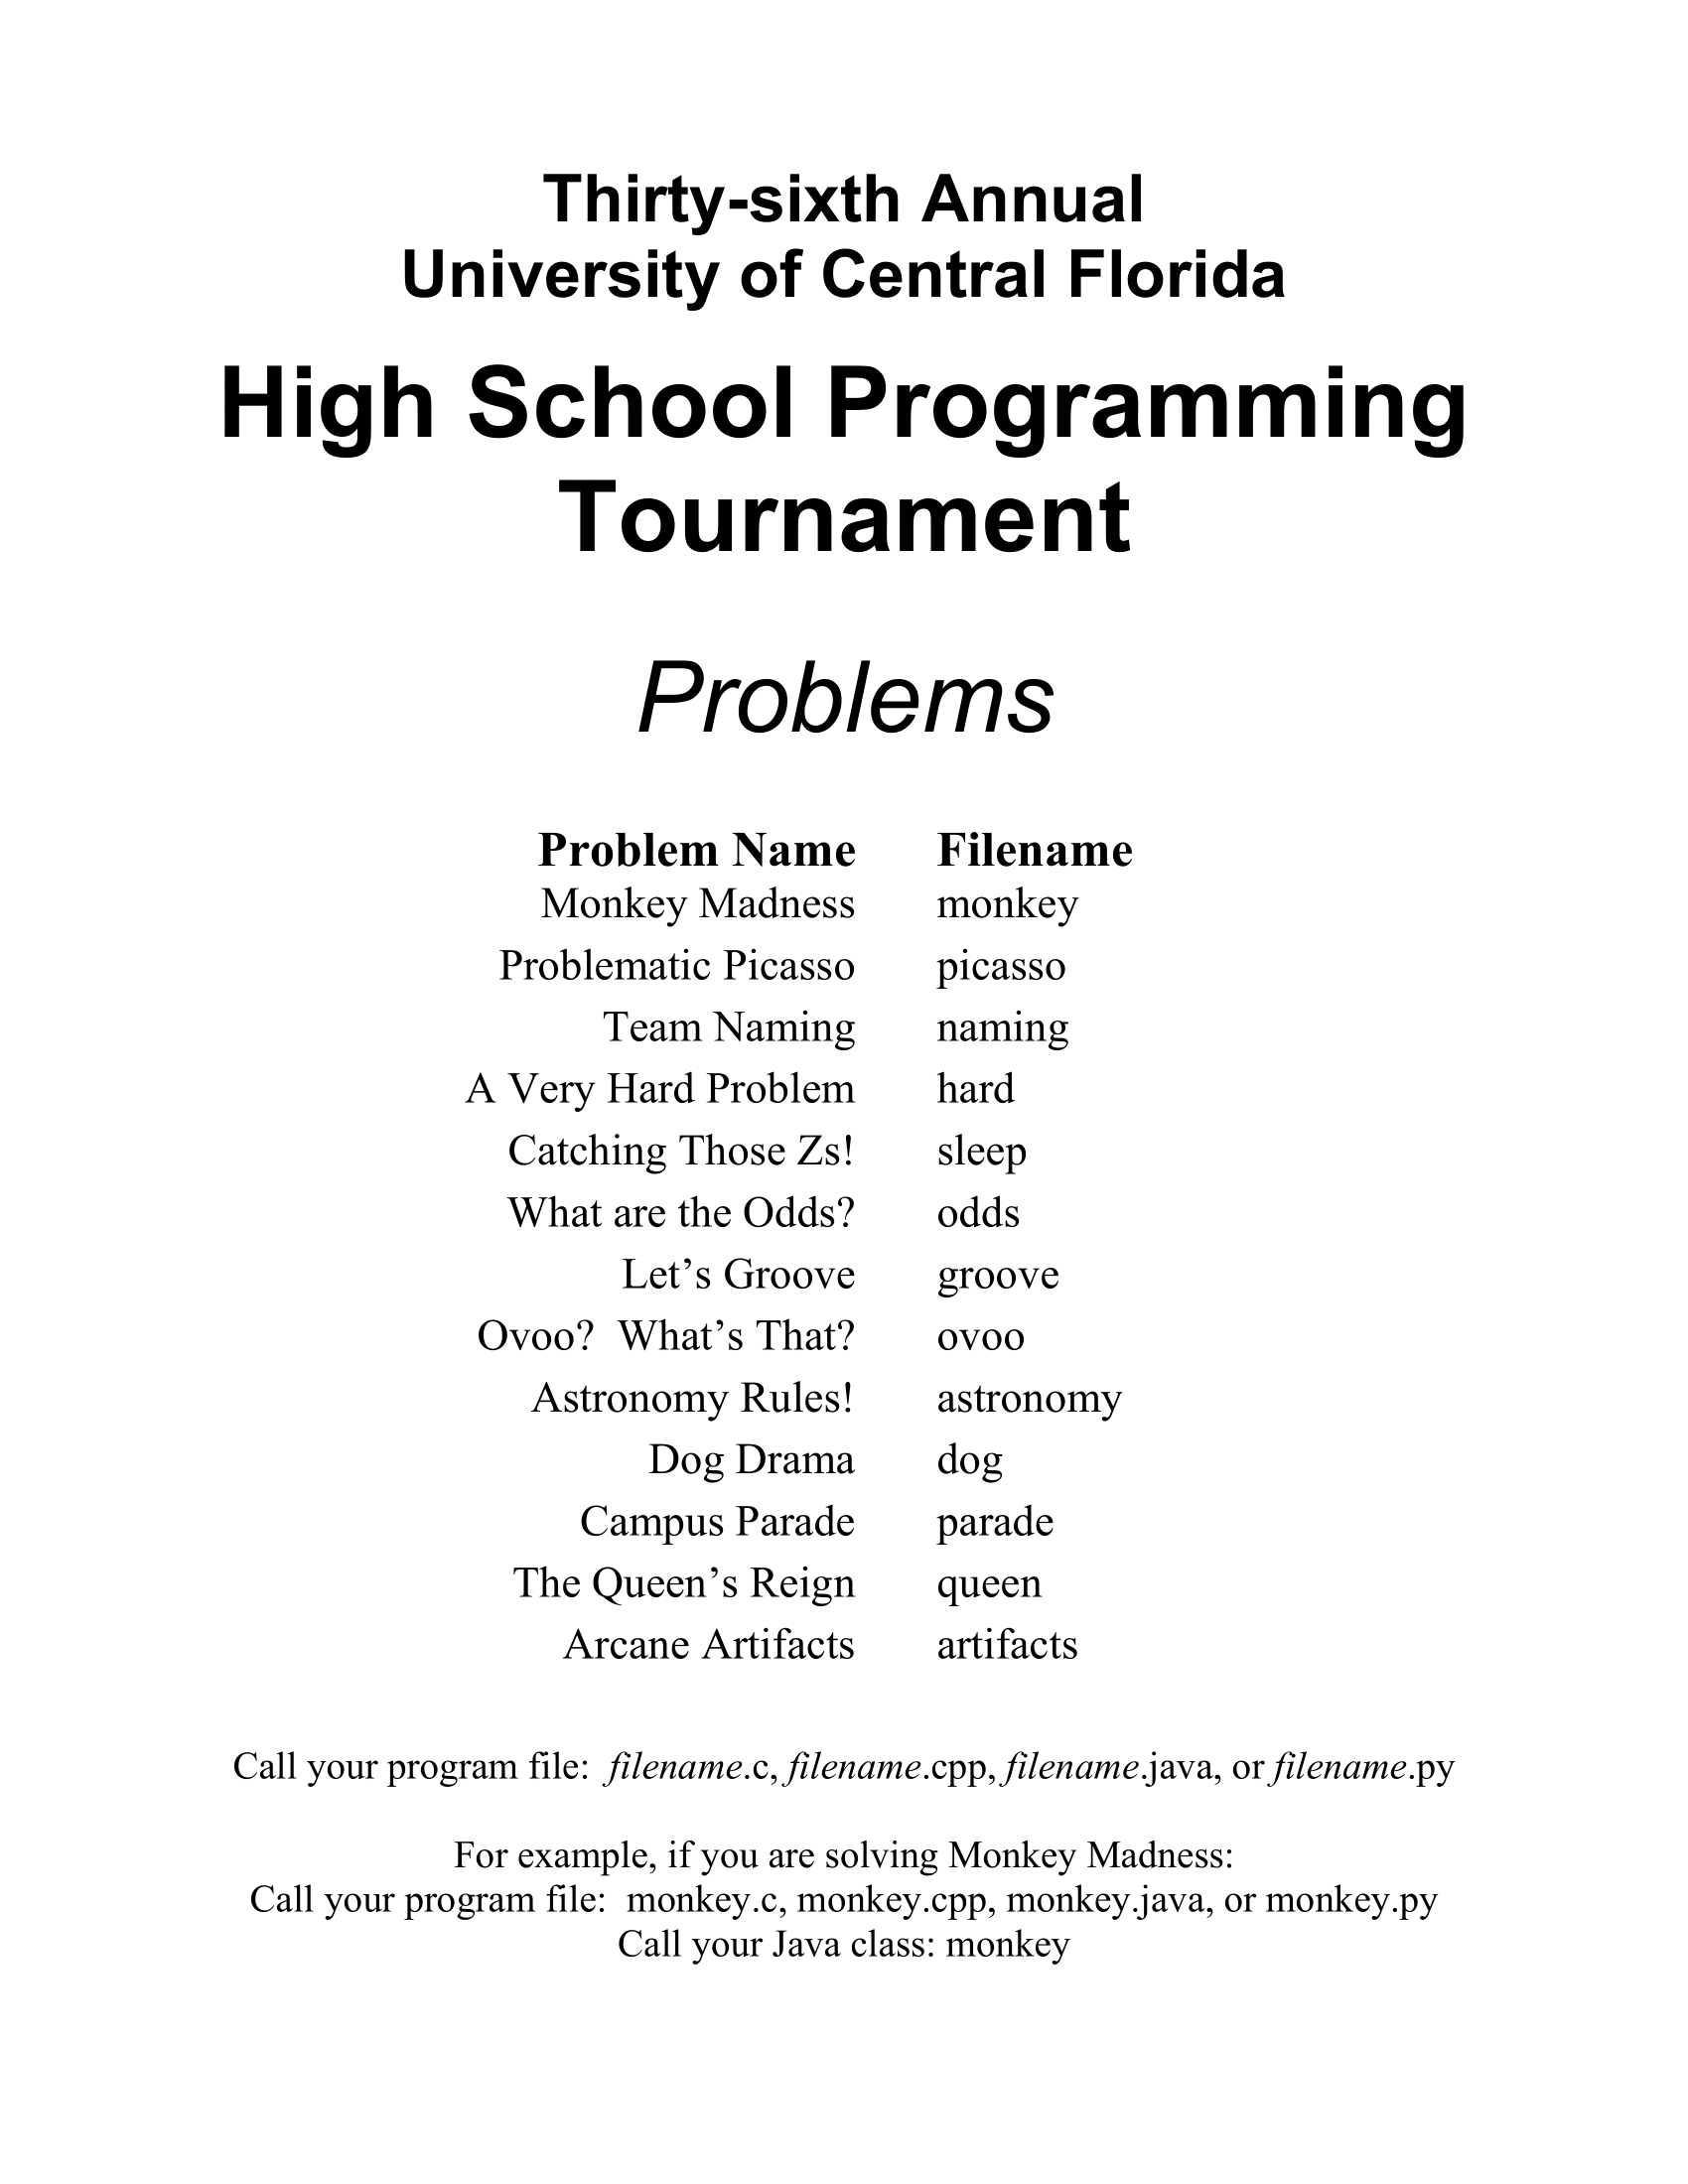 Thirty-sixth Annual
University of Central Florida
High School Programming
Tournament
Problems
Problem Name Filename
Monkey Madness monkey
Problematic Picasso picasso
Team Naming naming
A Very Hard Problem hard
Catching Those Zs! sleep
What are the Odds? odds
Let’s Groove groove
Ovoo?  What’s That? ovoo
Astronomy Rules! astronomy
Dog Drama dog
Campus Parade parade
The Queen’s Reign queen
Arcane Artifacts artifacts
Call your program file:  filename.c, filename.cpp, filename.java, or filename.py
For example, if you are solving Monkey Madness:
Call your program file:  monkey.c, monkey.cpp, monkey.java, or monkey.py
Call your Java class: monkey